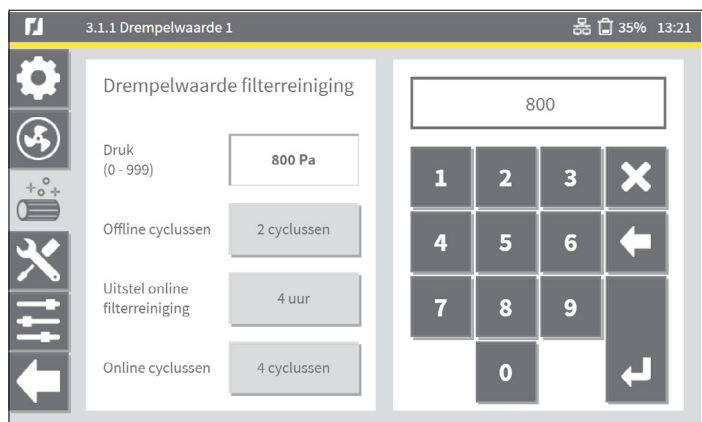 3.1.1 Drempelwaarde 1
35% 13:21
Drempelwaarde filterreiniging
Druk
(0 - 999)
800 Pa
Offline cyclussen
2 cyclussen
Uitstel online
filterreiniging
4 uur
Online cyclussen
4 cyclussen
800
1 2 3
4 5 6
7 8 9
0